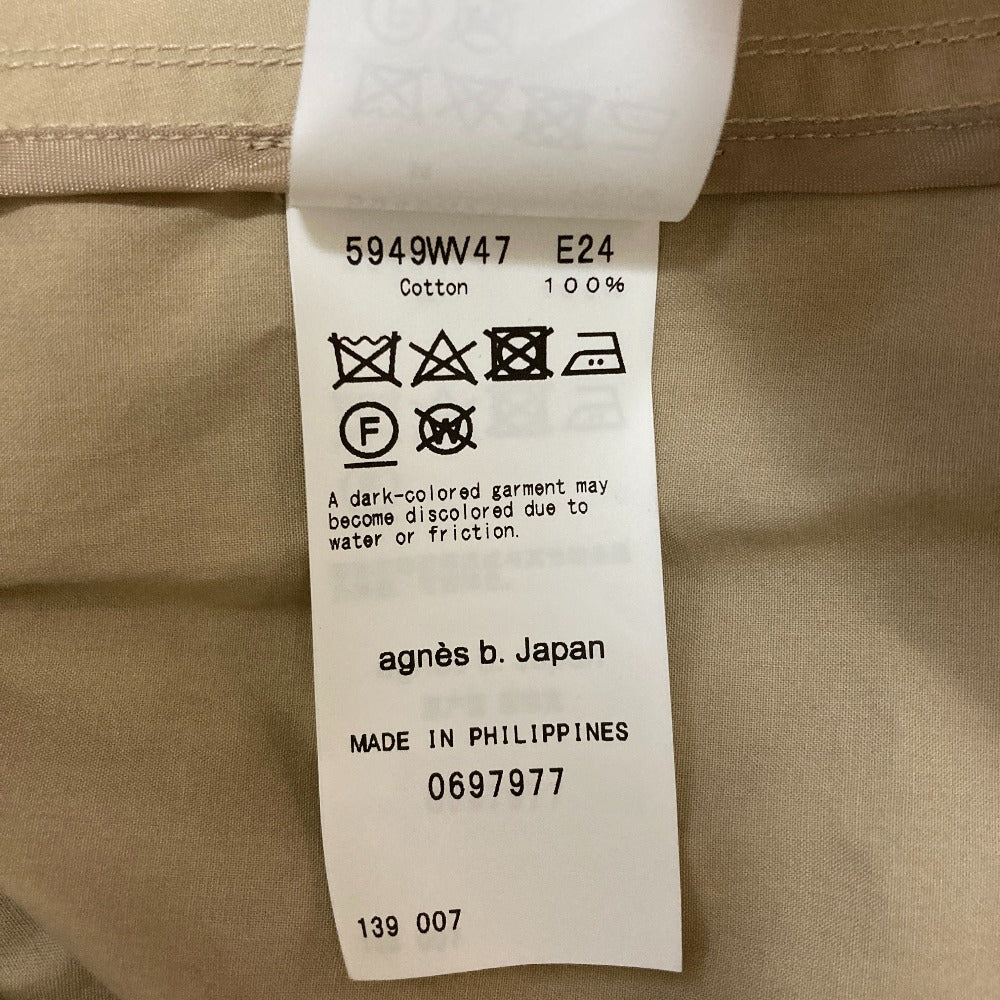 5949WV47 E24
Cotton 100%
F W
A dark-colored garment may
become discolored due to
water or friction.
agnès b. Japan
MADE IN PHILIPPINES
0697977
139 007